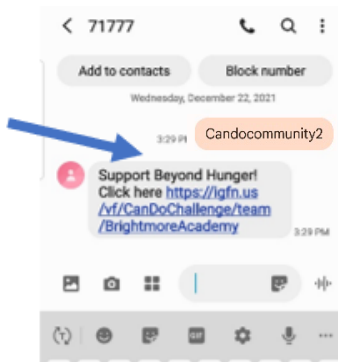 71777
Add to contacts Block number
Wednesday, December 22, 2021
3:29 PM Candocommunity2
Support Beyond Hunger!
Click here https://igfn.us
/vf/CanDoChallenge/team
/BrightmoreAcademy
3:29 PM
(T) GIF